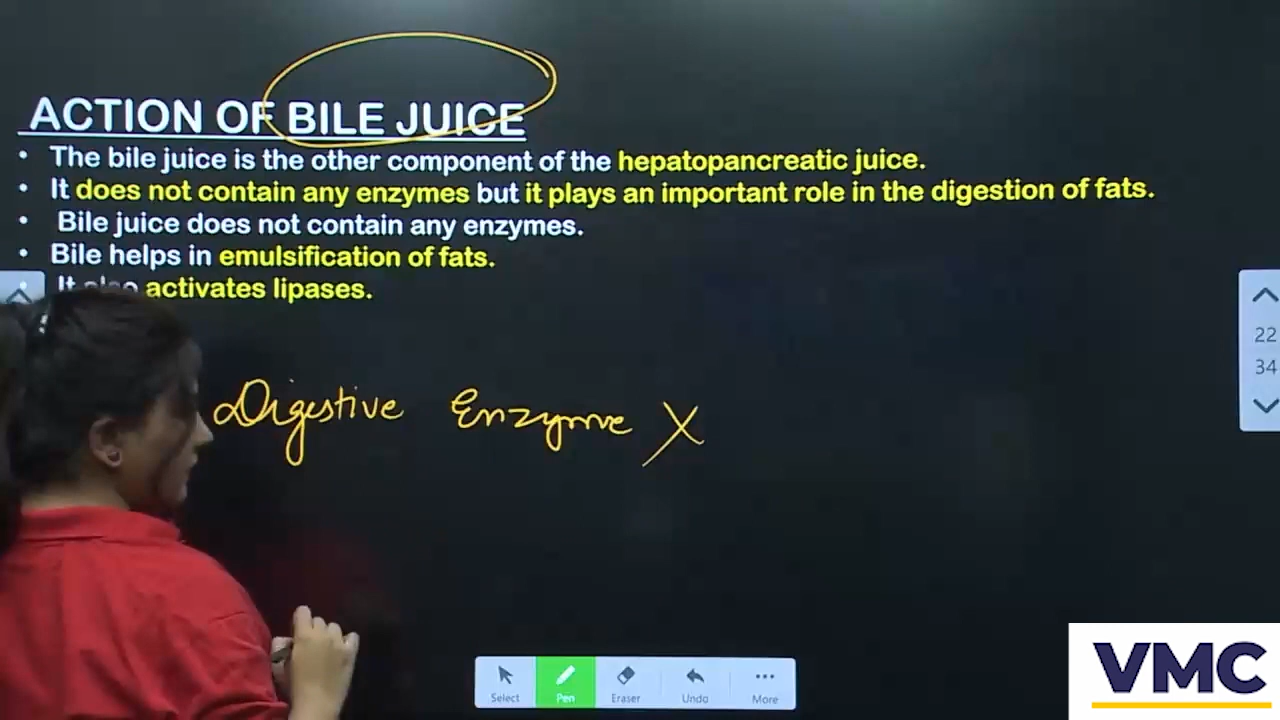 ACTION OF BILE JUICE
• The bile juice is the other component of the hepatopancreatic juice.
• It does not contain any enzymes but it plays an important role in the digestion of fats.
• Bile juice does not contain any enzymes.
• Bile helps in emulsification of fats.
• It also activates lipases.
Digestive Enzyme X
22
34
Select Pen Eraser Undo More
VMC